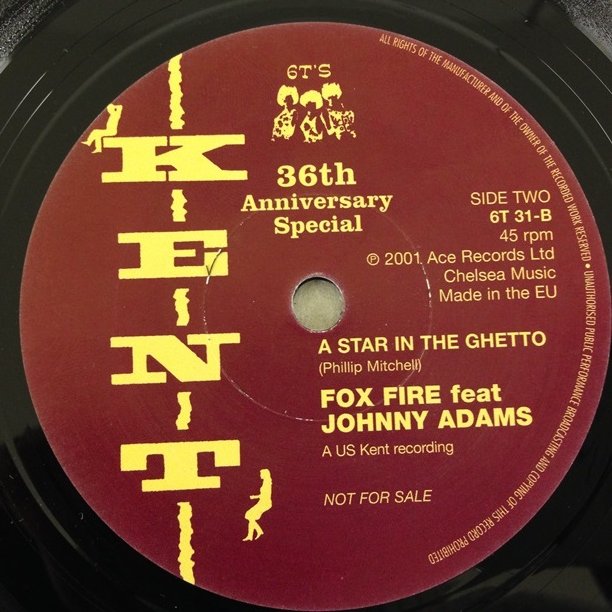 6T'S
36th
Anniversary
Special
KENT
SIDE TWO
6T 31-B
45 rpm
℗ 2001 Ace Records Ltd
Chelsea Music
Made in the EU
A STAR IN THE GHETTO
(Phillip Mitchell)
FOX FIRE feat
JOHNNY ADAMS
A US Kent recording
NOT FOR SALE
ALL RIGHTS OF THE MANUFACTURER AND OF THE OWNER OF THE RECORDED WORK RESERVED • UNAUTHORISED PUBLIC PERFORMANCE BROADCASTING AND COPYING OF THIS RECORD PROHIBITED